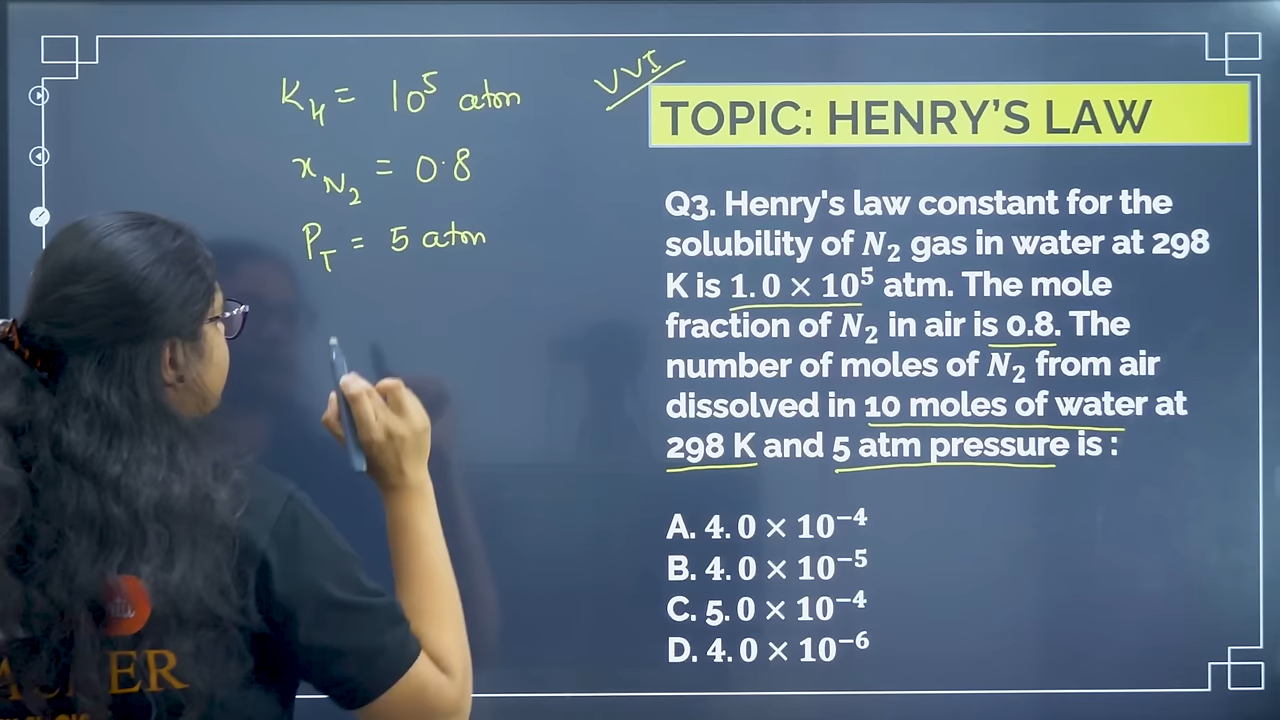 K_H = 10^5 atm
x_N2 = 0.8
P_T = 5 atm
VVI
TOPIC: HENRY'S LAW
Q3. Henry's law constant for the
solubility of N₂ gas in water at 298
K is 1.0 × 10⁵ atm. The mole
fraction of N₂ in air is 0.8. The
number of moles of N₂ from air
dissolved in 10 moles of water at
298 K and 5 atm pressure is :
A. 4.0 × 10⁻⁴
B. 4.0 × 10⁻⁵
C. 5.0 × 10⁻⁴
D. 4.0 × 10⁻⁶